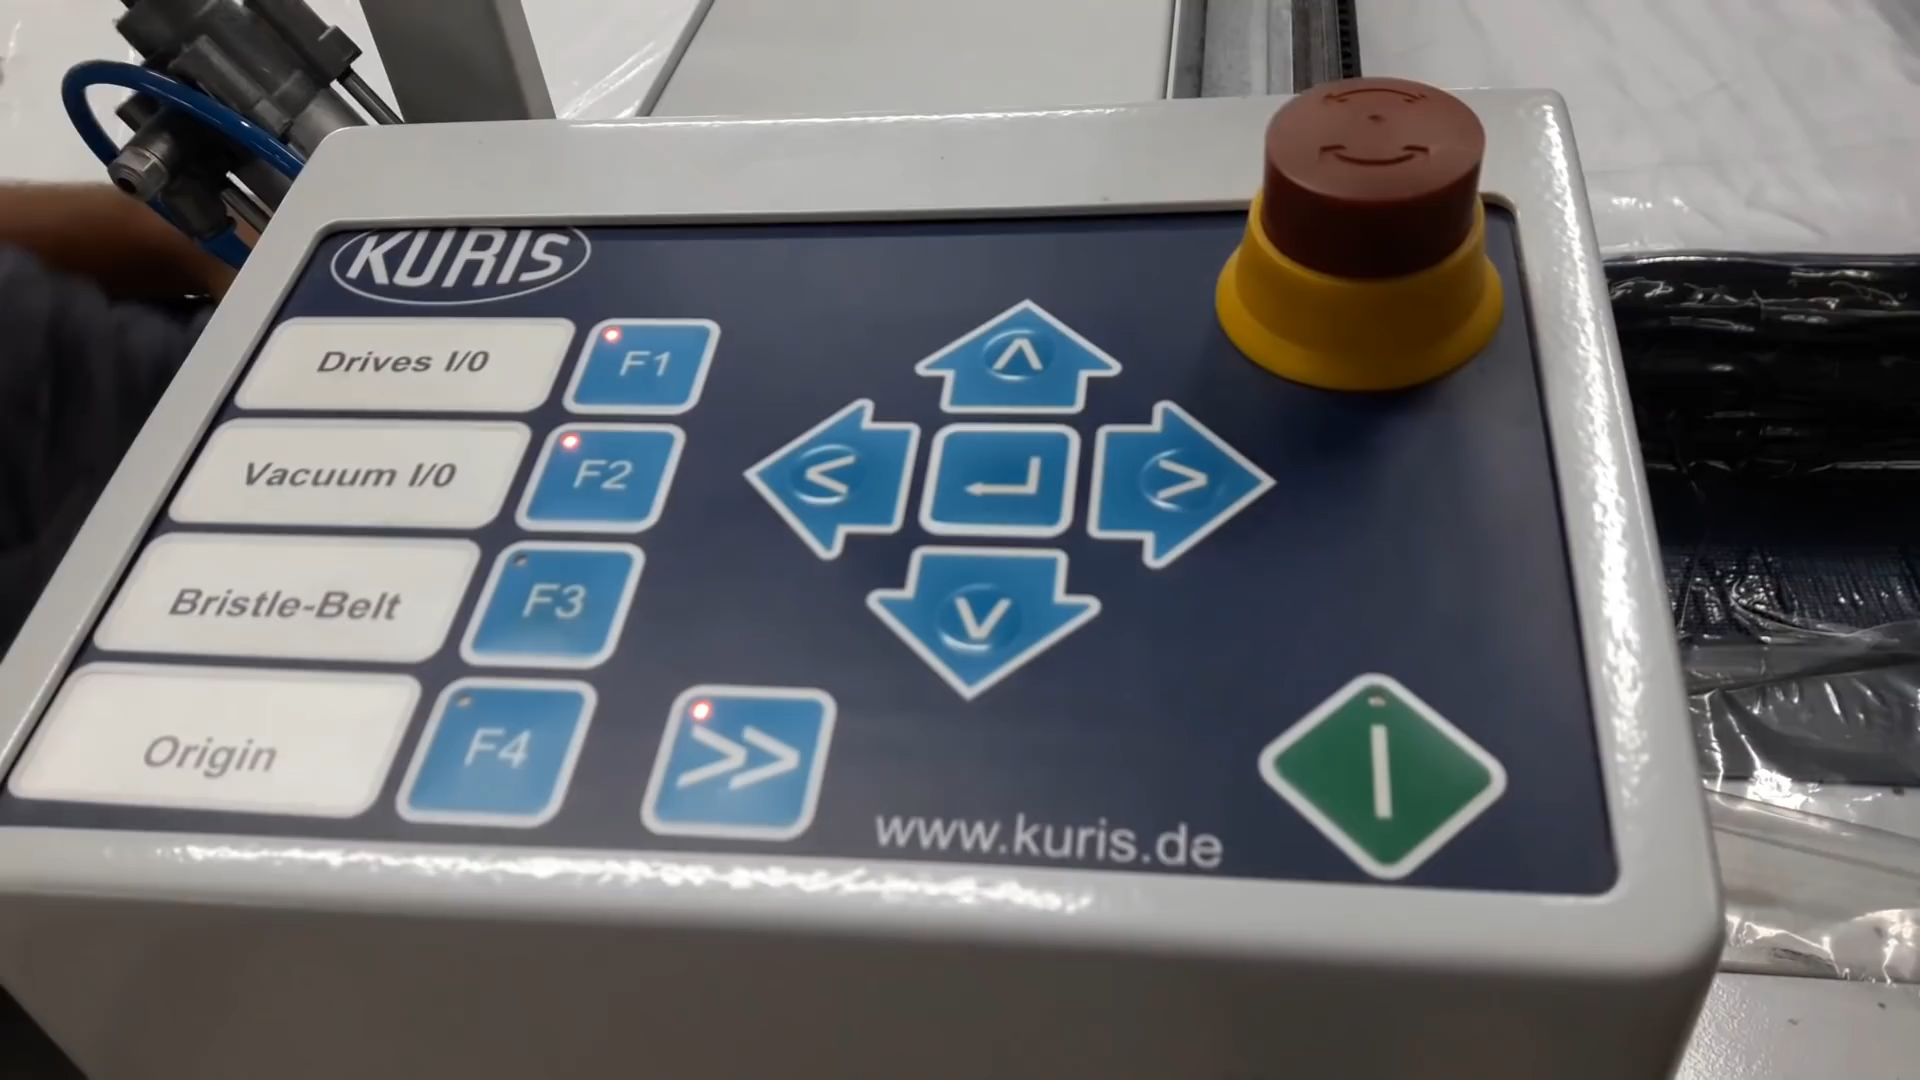 KURIS
Drives I/0
F1
Vacuum I/0
F2
Bristle-Belt
F3
Origin
F4
www.kuris.de